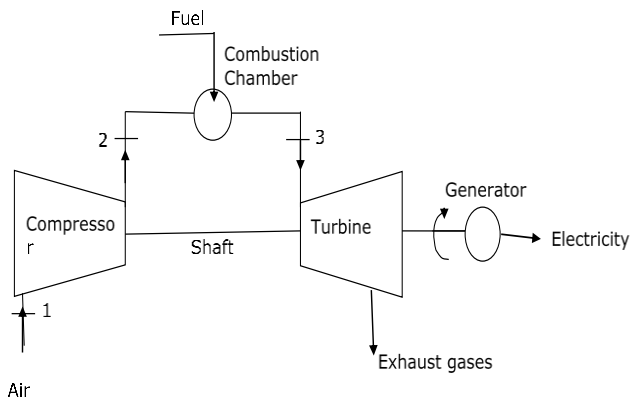 Fuel
Combustion
Chamber
2
3
Compresso
r
Shaft
Turbine
Generator
Electricity
1
Exhaust gases
Air